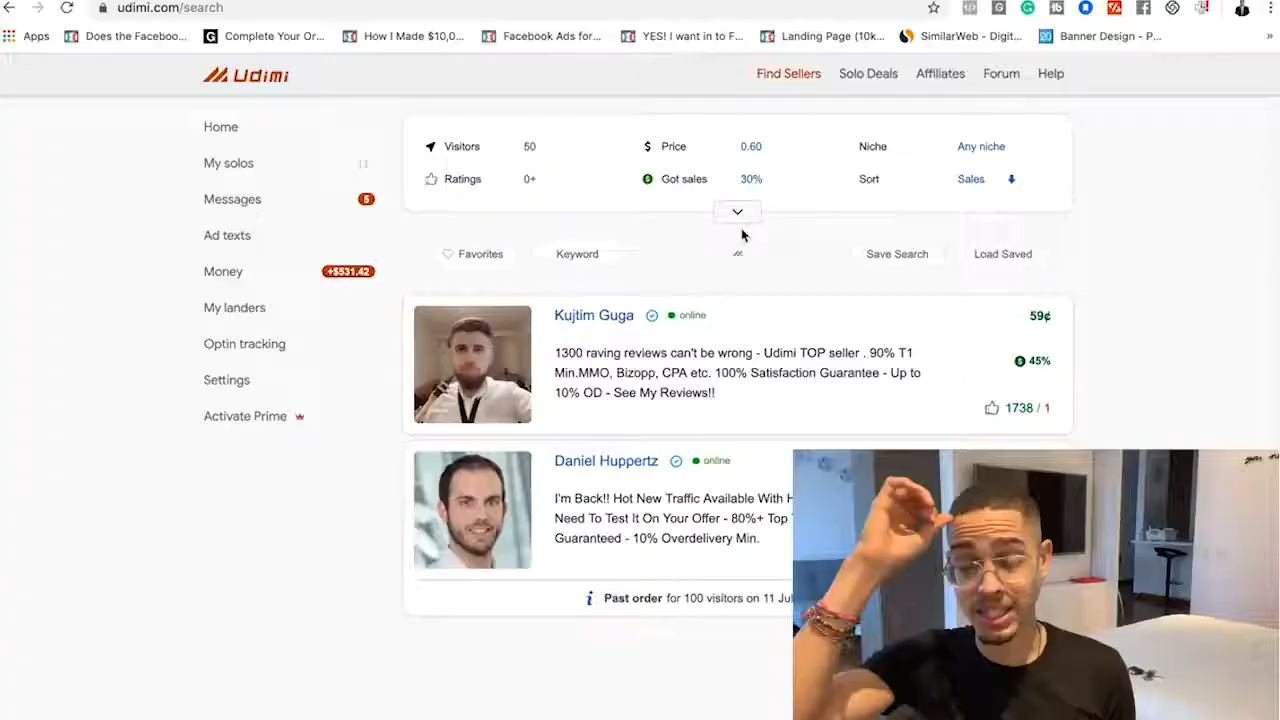 udimi.com/search
Apps
Does the Faceboo...
Complete Your Or...
How I Made $10,0...
Facebook Ads for...
YES! I want in to F...
Landing Page (10k...
SimilarWeb - Digit...
Banner Design - P...
»
Udimi
Find Sellers
Solo Deals
Affiliates
Forum
Help
Home
My solos
Messages 5
Ad texts
Money +$531.42
My landers
Optin tracking
Settings
Activate Prime
Visitors 50 $ Price 0.60 Niche Any niche
Ratings 0+ Got sales 30% Sort Sales
Favorites
Keyword
Save Search
Load Saved
Kujtim Guga online 59¢
1300 raving reviews can't be wrong - Udimi TOP seller . 90% T1
Min.MMO, Bizopp, CPA etc. 100% Satisfaction Guarantee - Up to
10% OD - See My Reviews!!
$ 45%
1738 / 1
Daniel Huppertz online
I'm Back!! Hot New Traffic Available With H
Need To Test It On Your Offer - 80%+ Top
Guaranteed - 10% Overdelivery Min.
i Past order for 100 visitors on 11 Jul